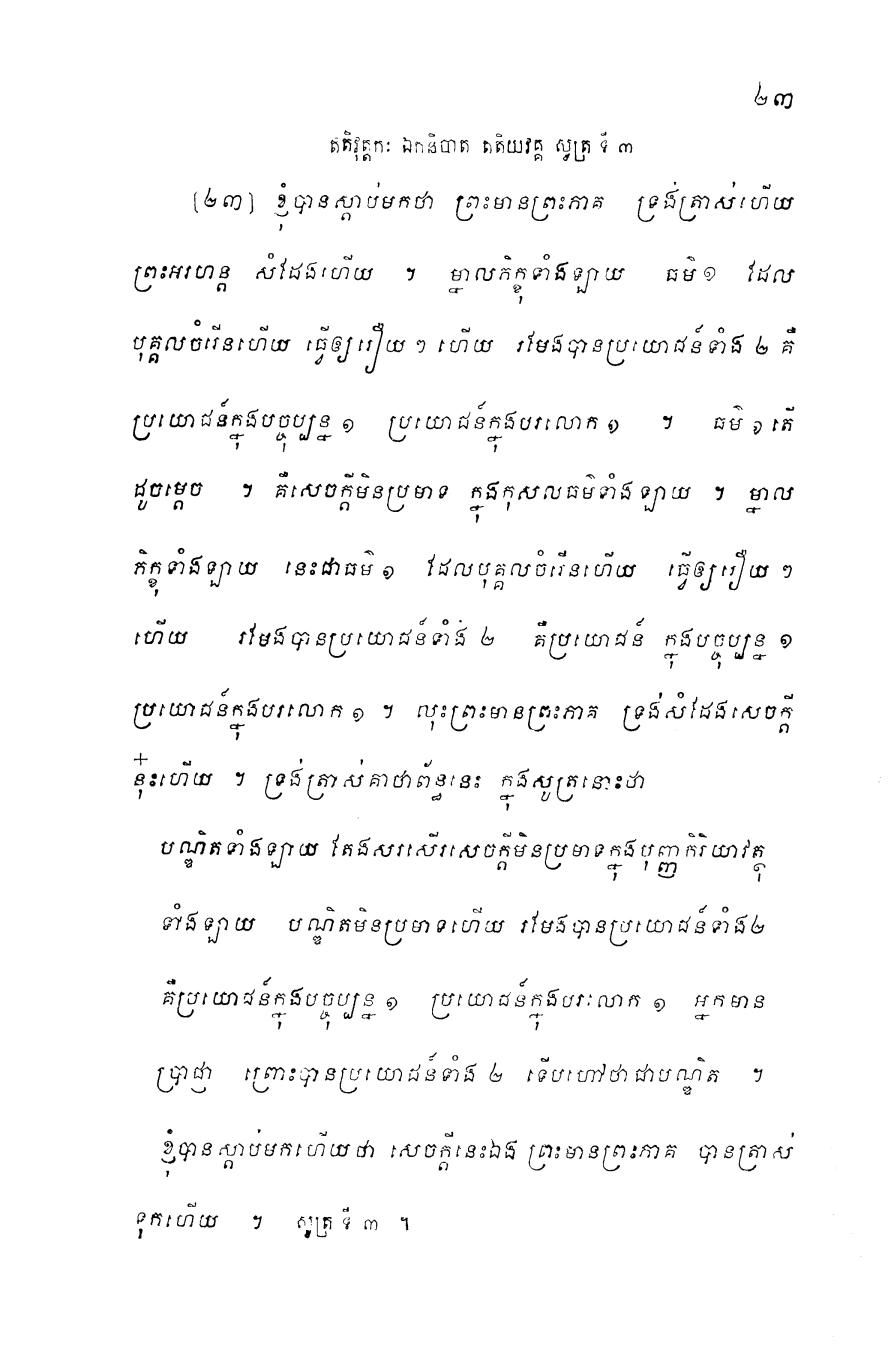 ២៣
ឥតិវុត្តកៈ ឯកនិបាត តតិយវគ្គ សូត្រ ទី ៣
[២៣] ខ្ញុំបានស្តាប់មកថា ព្រះមានព្រះភាគ ទ្រង់ត្រាស់ហើយ
ព្រះអរហន្ត សំដែងហើយ ។ ម្នាលភិក្ខុទាំងឡាយ ធម៌១ ដែល
បុគ្គលចំរើនហើយ ធ្វើឲ្យរឿយ ៗ ហើយ រមែងបានប្រយោជន៍ទាំង ២ គឺ
ប្រយោជន៍ក្នុងបច្ចុប្បន្ន ១ ប្រយោជន៍ក្នុងបរលោក ១ ។ ធម៌ ១ តើ
ដូចម្តេច ។ គឺសេចក្តីមិនប្រមាទ ក្នុងកុសលធម៌ទាំងឡាយ ។ ម្នាល
ភិក្ខុទាំងឡាយ នេះជាធម៌ ១ ដែលបុគ្គលចំរើនហើយ ធ្វើឲ្យរឿយ ៗ
ហើយ រមែងបានប្រយោជន៍ទាំង ២ គឺប្រយោជន៍ ក្នុងបច្ចុប្បន្ន ១
ប្រយោជន៍ក្នុងបរលោក ១ ។ លុះព្រះមានព្រះភាគ ទ្រង់សំដែងសេចក្តី
នុ៎ះហើយ ។ ទ្រង់ត្រាស់គាថាព័ន្ធនេះ ក្នុងសូត្រនោះថា
បណ្ឌិតទាំងឡាយ តែងសរសើរសេចក្តីមិនប្រមាទក្នុងបុញ្ញកិរិយាវត្ថុ
ទាំងឡាយ បណ្ឌិតមិនប្រមាទហើយ រមែងបានប្រយោជន៍ទាំង២
គឺប្រយោជន៍ក្នុងបច្ចុប្បន្ន ១ ប្រយោជន៍ក្នុងបរលោក ១ អ្នកមាន
ប្រាជ្ញា ព្រោះបានប្រយោជន៍ទាំង ២ ទើបហៅថាជាបណ្ឌិត ។
ខ្ញុំបានស្តាប់មកហើយថា សេចក្តីនេះឯង ព្រះមានព្រះភាគ បានត្រាស់
ទុកហើយ ។ សូត្រ ទី ៣ ។